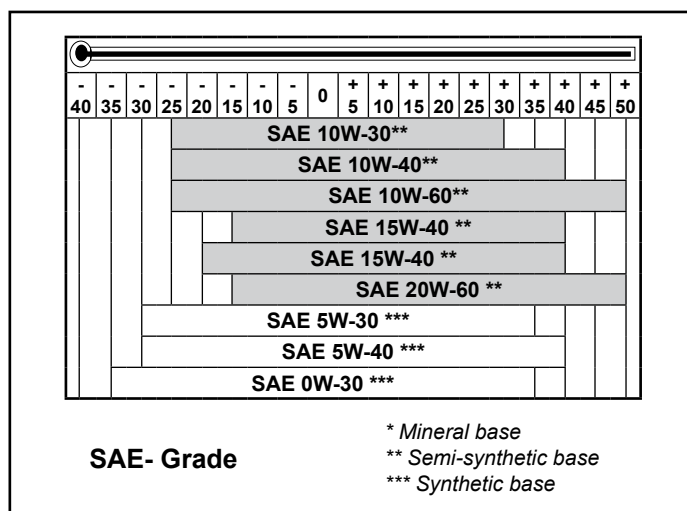 - - - - - - - - 0 + + + + + + + + + +
40 35 30 25 20 15 10 5 5 10 15 20 25 30 35 40 45 50
SAE 10W-30**
SAE 10W-40**
SAE 10W-60**
SAE 15W-40 **
SAE 15W-40 **
SAE 20W-60 **
SAE 5W-30 ***
SAE 5W-40 ***
SAE 0W-30 ***
SAE- Grade
* Mineral base
** Semi-synthetic base
*** Synthetic base